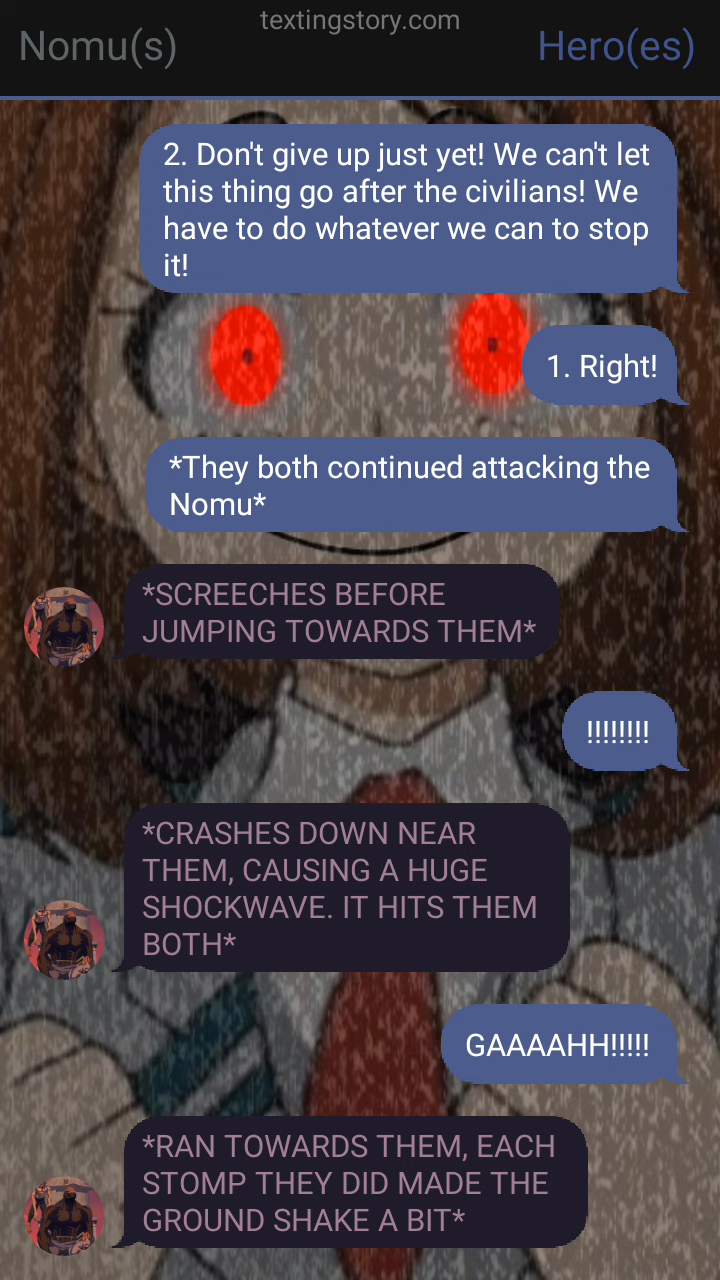 textingstory.com
Nomu(s)
Hero(es)
2. Don't give up just yet! We can't let
this thing go after the civilians! We
have to do whatever we can to stop
it!
1. Right!
*They both continued attacking the
Nomu*
*SCREECHES BEFORE
JUMPING TOWARDS THEM*
!!!!!!!!
*CRASHES DOWN NEAR
THEM, CAUSING A HUGE
SHOCKWAVE. IT HITS THEM
BOTH*
GAAAAHH!!!!!
*RAN TOWARDS THEM, EACH
STOMP THEY DID MADE THE
GROUND SHAKE A BIT*